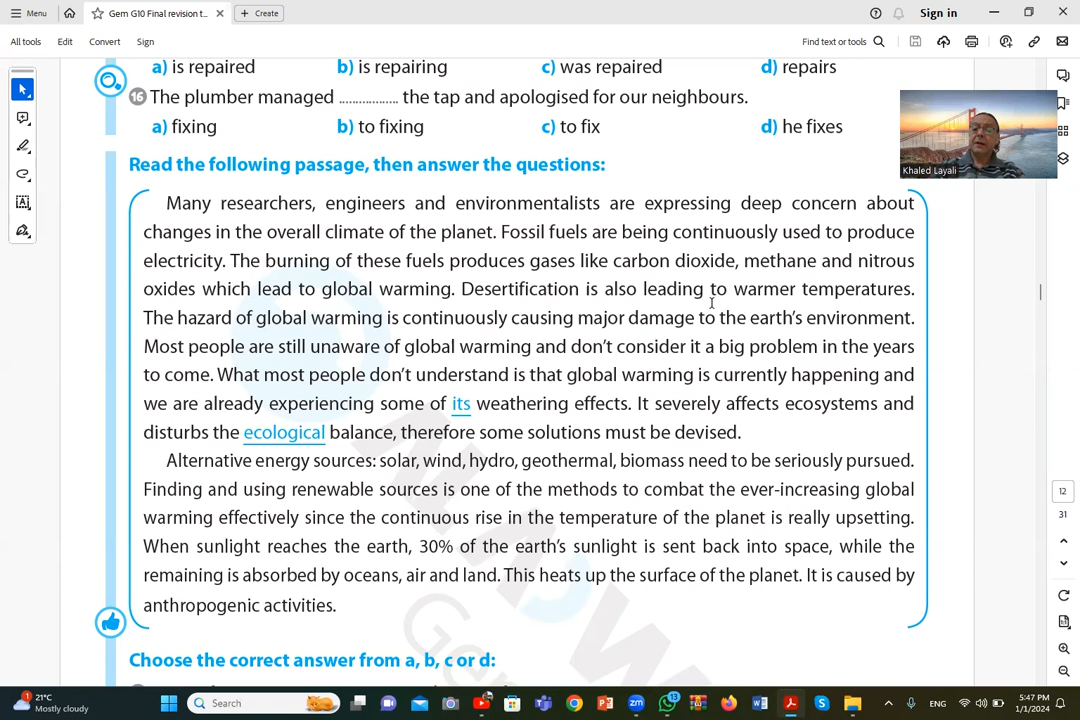 Menu
Gem G10 Final revision t...
Create
Sign in
All tools
Edit
Convert
Sign
Find text or tools
a) is repaired b) is repairing c) was repaired d) repairs
16 The plumber managed .................. the tap and apologised for our neighbours.
a) fixing b) to fixing c) to fix d) he fixes
Khaled Layali
Read the following passage, then answer the questions:
Many researchers, engineers and environmentalists are expressing deep concern about
changes in the overall climate of the planet. Fossil fuels are being continuously used to produce
electricity. The burning of these fuels produces gases like carbon dioxide, methane and nitrous
oxides which lead to global warming. Desertification is also leading to warmer temperatures.
The hazard of global warming is continuously causing major damage to the earth's environment.
Most people are still unaware of global warming and don't consider it a big problem in the years
to come. What most people don't understand is that global warming is currently happening and
we are already experiencing some of its weathering effects. It severely affects ecosystems and
disturbs the ecological balance, therefore some solutions must be devised.
Alternative energy sources: solar, wind, hydro, geothermal, biomass need to be seriously pursued.
Finding and using renewable sources is one of the methods to combat the ever-increasing global
warming effectively since the continuous rise in the temperature of the planet is really upsetting.
When sunlight reaches the earth, 30% of the earth's sunlight is sent back into space, while the
remaining is absorbed by oceans, air and land. This heats up the surface of the planet. It is caused by
anthropogenic activities.
Choose the correct answer from a, b, c or d:
12
31
1
21°C
Mostly cloudy
Search
13
ENG
5:47 PM
1/1/2024